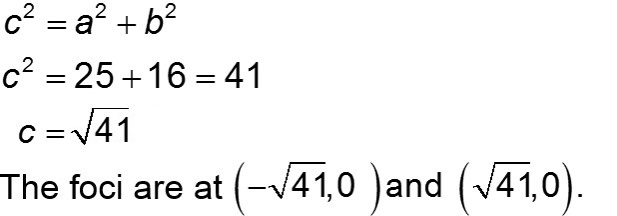 c² = a² + b²
c² = 25 + 16 = 41
c = √41
The foci are at (−√41,0 ) and (√41,0).